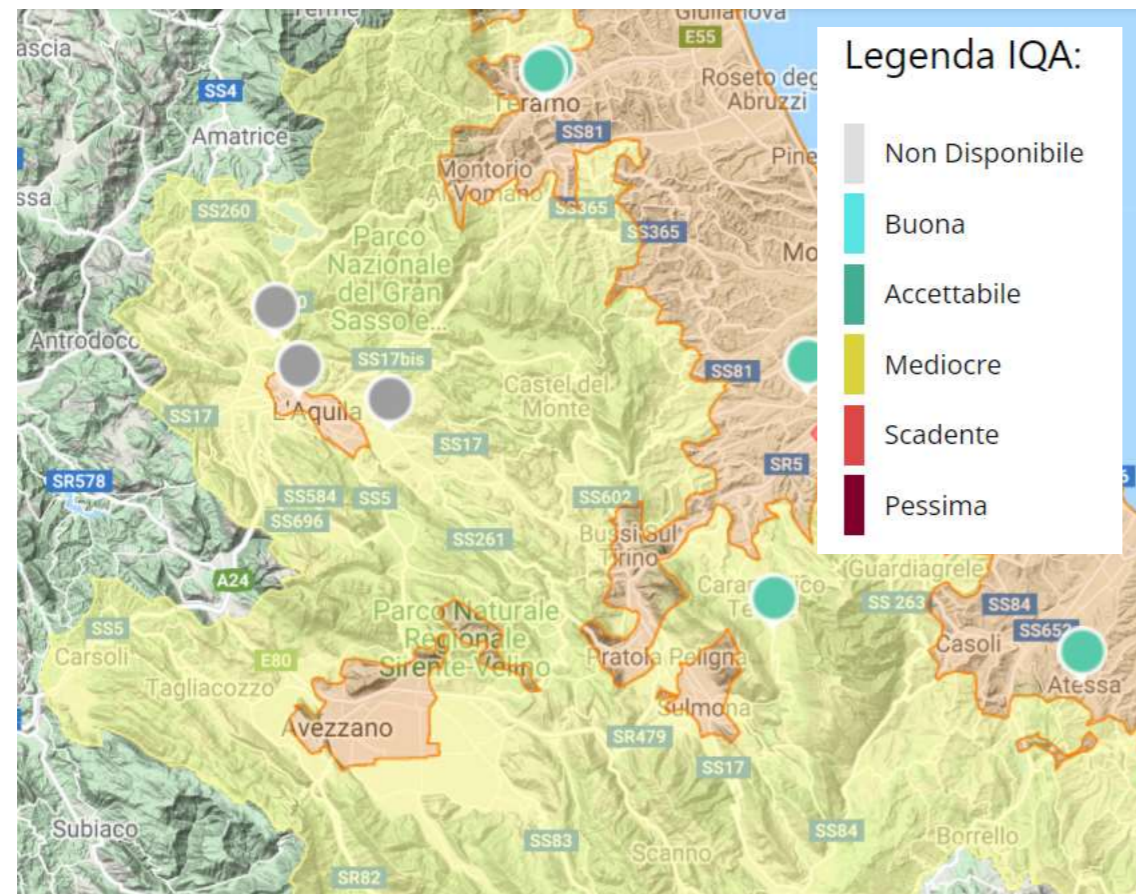 Giulianova
E55
Legenda IQA:
SS4
Roseto deg
Abruzzi
Teramo
SS81
Amatrice
Non Disponibile
Montorio
Al Vomano
SS260
SS365
SS365
Buona
Parco
Nazionale
del Gran
Sasso e...
Mo
Accettabile
Antrodoco
SS17bis
SS81
Mediocre
Castel del
Monte
SS17
L'Aquila
SS17
Scadente
SR5
SR578
SS584
SS5
SS602
Pessima
SS696
SS261
Bussi Sul
Tirino
A24
Guardiagrele
Parco Naturale
Regionale
Sirente-Velino
SS 263
SS84
SS5
Carsoli
E80
SS652
Casoli
Pratola Peligna
Tagliacozzo
Atessa
Sulmona
Avezzano
SR479
SS17
Subiaco
SS83
SS84
Borrello
Scanno
SR82